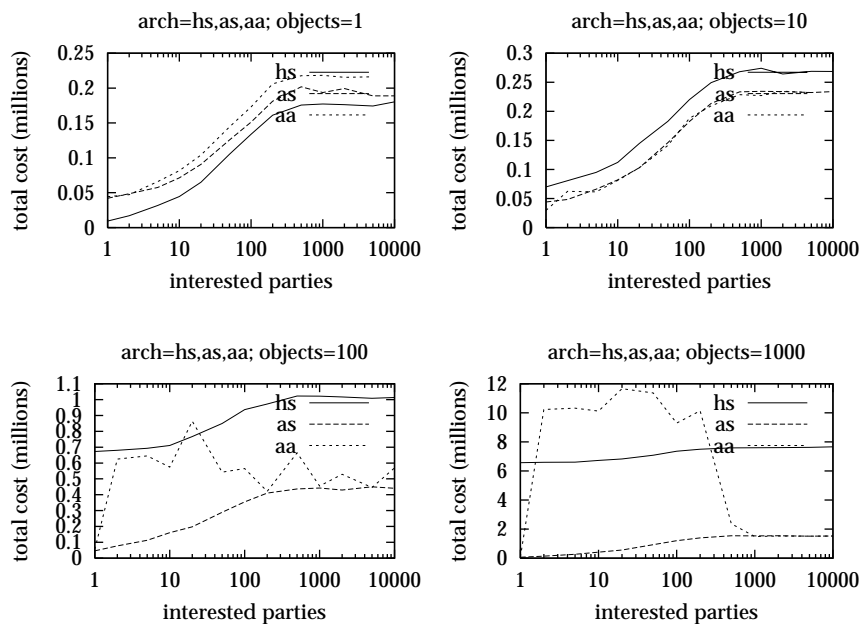 arch=hs,as,aa; objects=1
total cost (millions)
0.25
0.2
0.15
0.1
0.05
0
hs
as
aa
1 10 100 1000 10000
interested parties
arch=hs,as,aa; objects=10
total cost (millions)
0.3
0.25
0.2
0.15
0.1
0.05
0
hs
as
aa
1 10 100 1000 10000
interested parties
arch=hs,as,aa; objects=100
total cost (millions)
1.1
1
0.9
0.8
0.7
0.6
0.5
0.4
0.3
0.2
0.1
0
hs
as
aa
1 10 100 1000 10000
interested parties
arch=hs,as,aa; objects=1000
total cost (millions)
12
10
8
6
4
2
0
hs
as
aa
1 10 100 1000 10000
interested parties